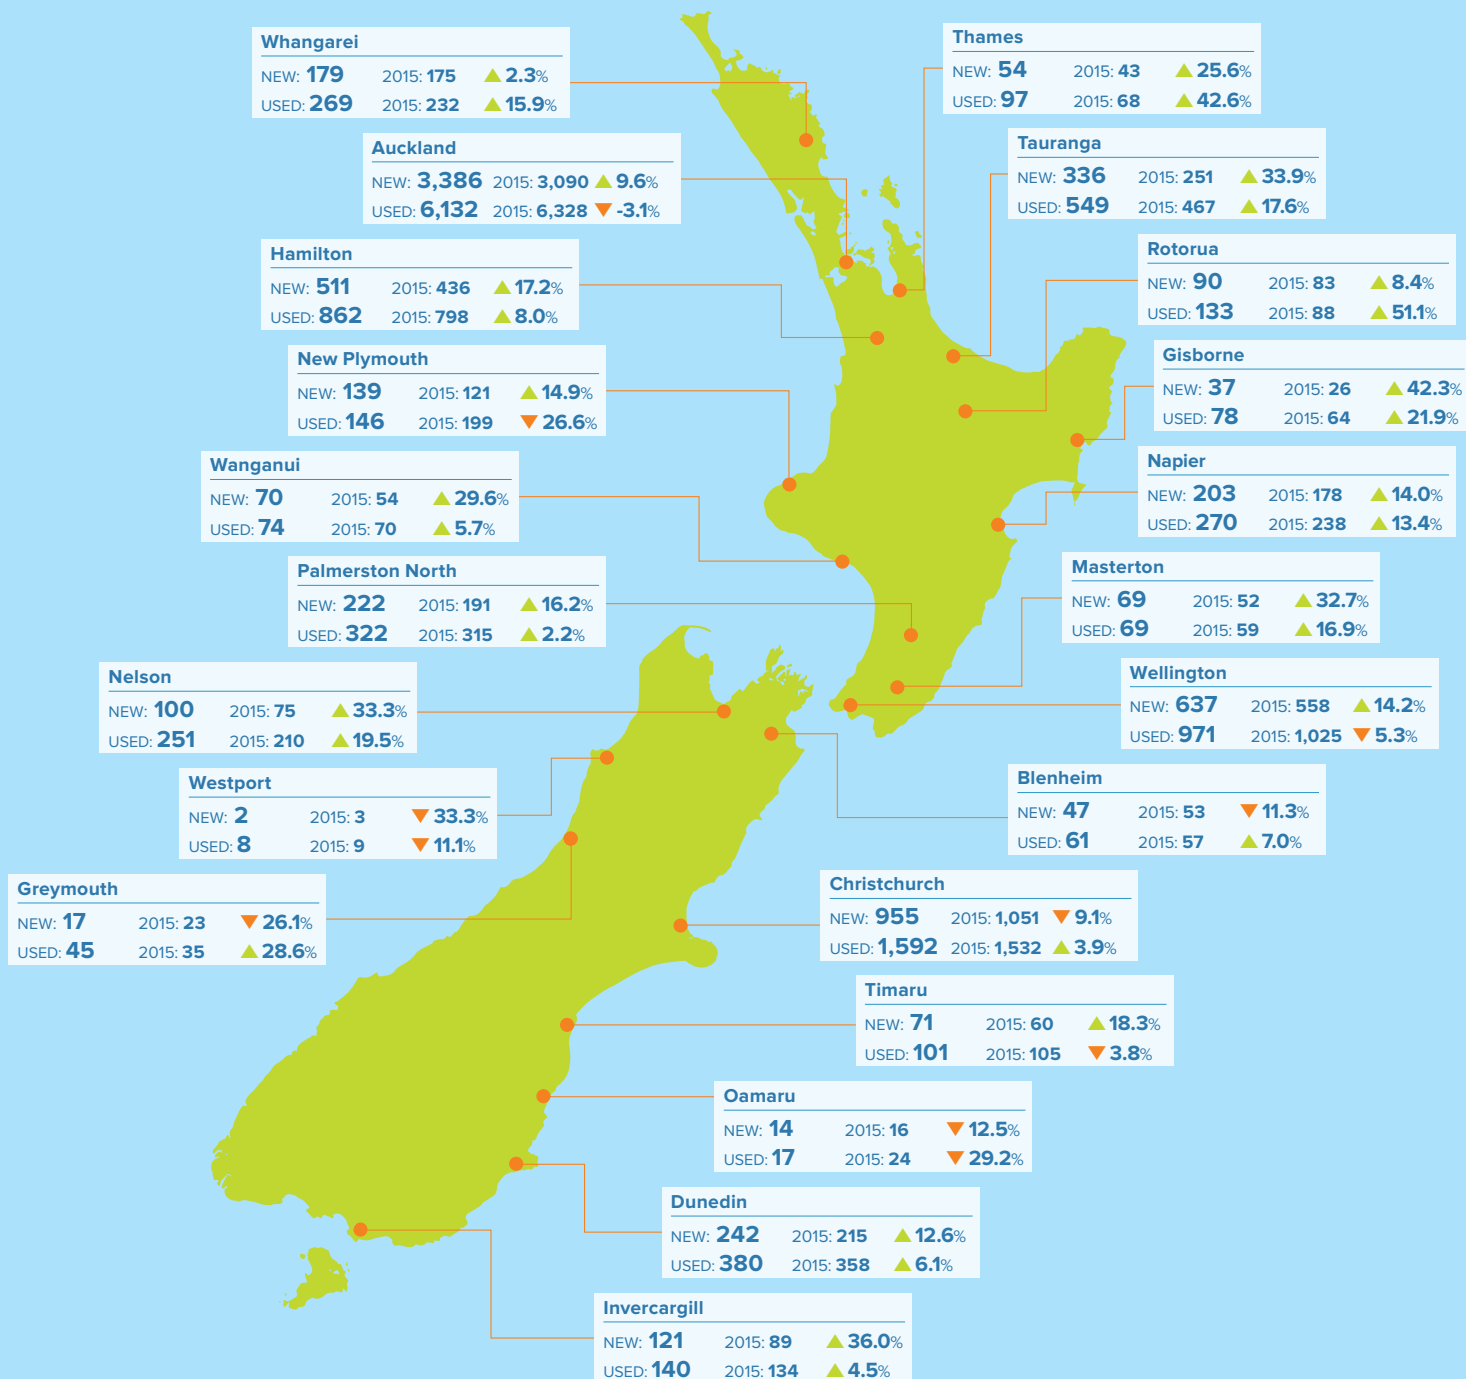 Whangarei
NEW: 179 2015: 175 ▲ 2.3%
USED: 269 2015: 232 ▲ 15.9%
Auckland
NEW: 3,386 2015: 3,090 ▲ 9.6%
USED: 6,132 2015: 6,328 ▼ -3.1%
Hamilton
NEW: 511 2015: 436 ▲ 17.2%
USED: 862 2015: 798 ▲ 8.0%
New Plymouth
NEW: 139 2015: 121 ▲ 14.9%
USED: 146 2015: 199 ▼ 26.6%
Wanganui
NEW: 70 2015: 54 ▲ 29.6%
USED: 74 2015: 70 ▲ 5.7%
Palmerston North
NEW: 222 2015: 191 ▲ 16.2%
USED: 322 2015: 315 ▲ 2.2%
Nelson
NEW: 100 2015: 75 ▲ 33.3%
USED: 251 2015: 210 ▲ 19.5%
Westport
NEW: 2 2015: 3 ▼ 33.3%
USED: 8 2015: 9 ▼ 11.1%
Greymouth
NEW: 17 2015: 23 ▼ 26.1%
USED: 45 2015: 35 ▲ 28.6%
Thames
NEW: 54 2015: 43 ▲ 25.6%
USED: 97 2015: 68 ▲ 42.6%
Tauranga
NEW: 336 2015: 251 ▲ 33.9%
USED: 549 2015: 467 ▲ 17.6%
Rotorua
NEW: 90 2015: 83 ▲ 8.4%
USED: 133 2015: 88 ▲ 51.1%
Gisborne
NEW: 37 2015: 26 ▲ 42.3%
USED: 78 2015: 64 ▲ 21.9%
Napier
NEW: 203 2015: 178 ▲ 14.0%
USED: 270 2015: 238 ▲ 13.4%
Masterton
NEW: 69 2015: 52 ▲ 32.7%
USED: 69 2015: 59 ▲ 16.9%
Wellington
NEW: 637 2015: 558 ▲ 14.2%
USED: 971 2015: 1,025 ▼ 5.3%
Blenheim
NEW: 47 2015: 53 ▼ 11.3%
USED: 61 2015: 57 ▲ 7.0%
Christchurch
NEW: 955 2015: 1,051 ▼ 9.1%
USED: 1,592 2015: 1,532 ▲ 3.9%
Timaru
NEW: 71 2015: 60 ▲ 18.3%
USED: 101 2015: 105 ▼ 3.8%
Oamaru
NEW: 14 2015: 16 ▼ 12.5%
USED: 17 2015: 24 ▼ 29.2%
Dunedin
NEW: 242 2015: 215 ▲ 12.6%
USED: 380 2015: 358 ▲ 6.1%
Invercargill
NEW: 121 2015: 89 ▲ 36.0%
USED: 140 2015: 134 ▲ 4.5%